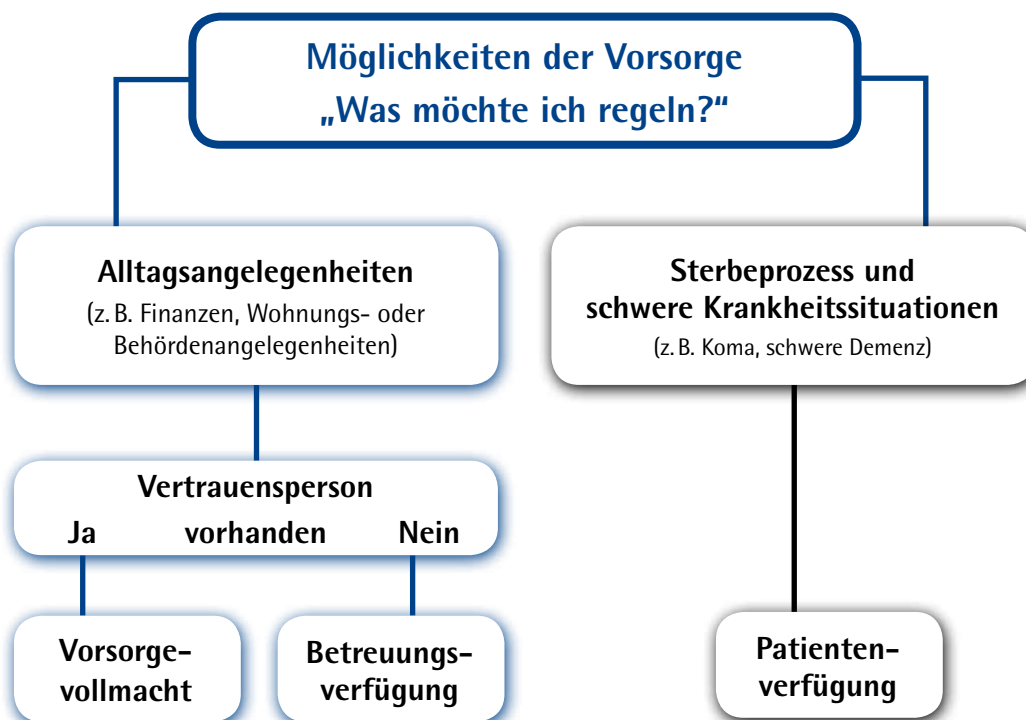 Möglichkeiten der Vorsorge
„Was möchte ich regeln?“
Alltagsangelegenheiten
(z. B. Finanzen, Wohnungs- oder
Behördenangelegenheiten)
Sterbeprozess und
schwere Krankheitssituationen
(z. B. Koma, schwere Demenz)
Vertrauensperson
Ja vorhanden Nein
Vorsorge-
vollmacht
Betreuungs-
verfügung
Patienten-
verfügung